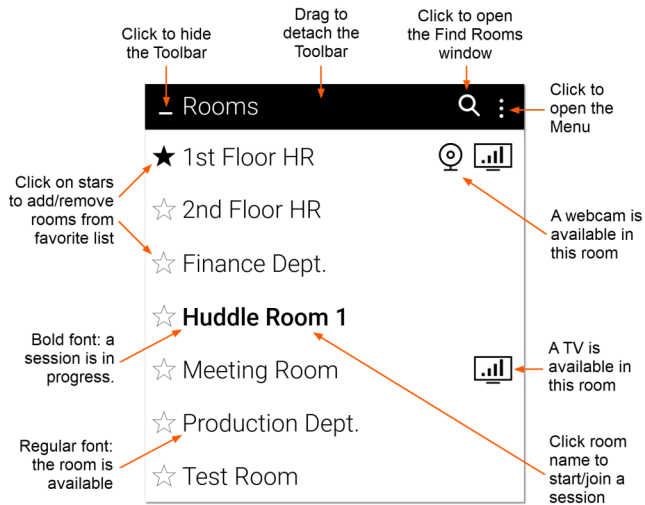 Click to hide
the Toolbar
Drag to
detach the
Toolbar
Click to open
the Find Rooms
window
Click to
open the
Menu
Rooms
1st Floor HR
2nd Floor HR
Finance Dept.
Huddle Room 1
Meeting Room
Production Dept.
Test Room
Click on stars
to add/remove
rooms from
favorite list
Bold font: a
session is in
progress.
Regular font:
the room is
available
A webcam is
available in
this room
A TV is
available in
this room
Click room
name to
start/join a
session